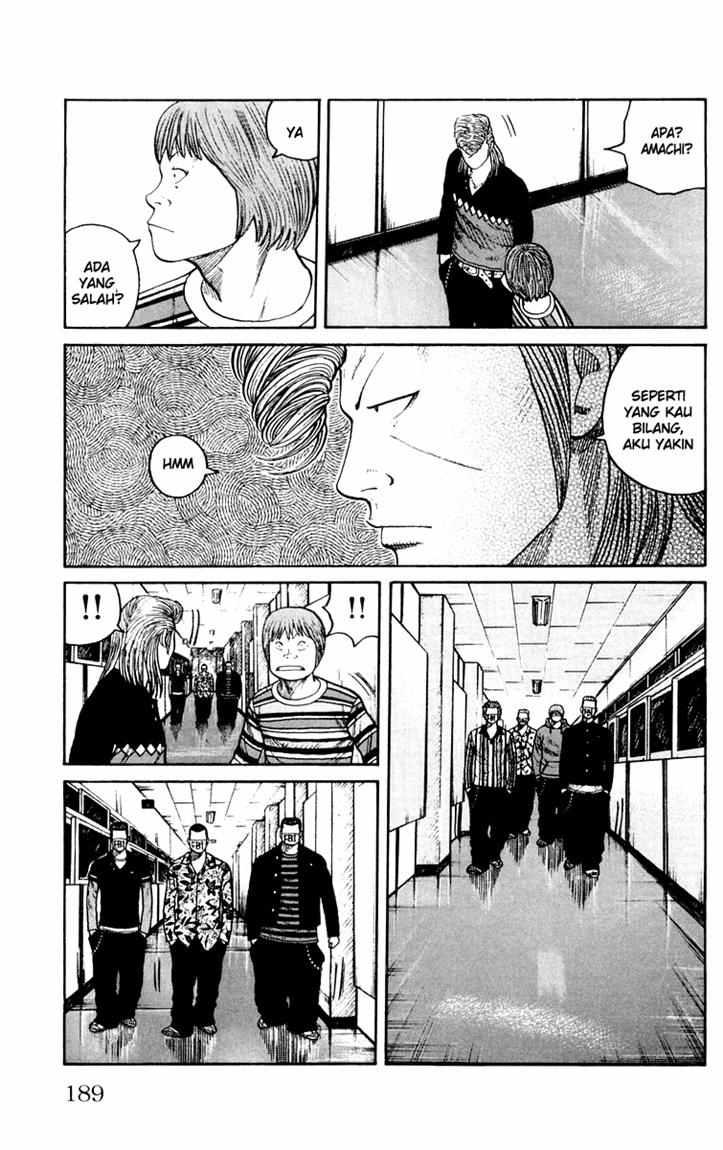 APA?
AMACHI?
YA
ADA
YANG
SALAH?
SEPERTI
YANG KAU
BILANG,
AKU YAKIN
HMM
!!
!!
189